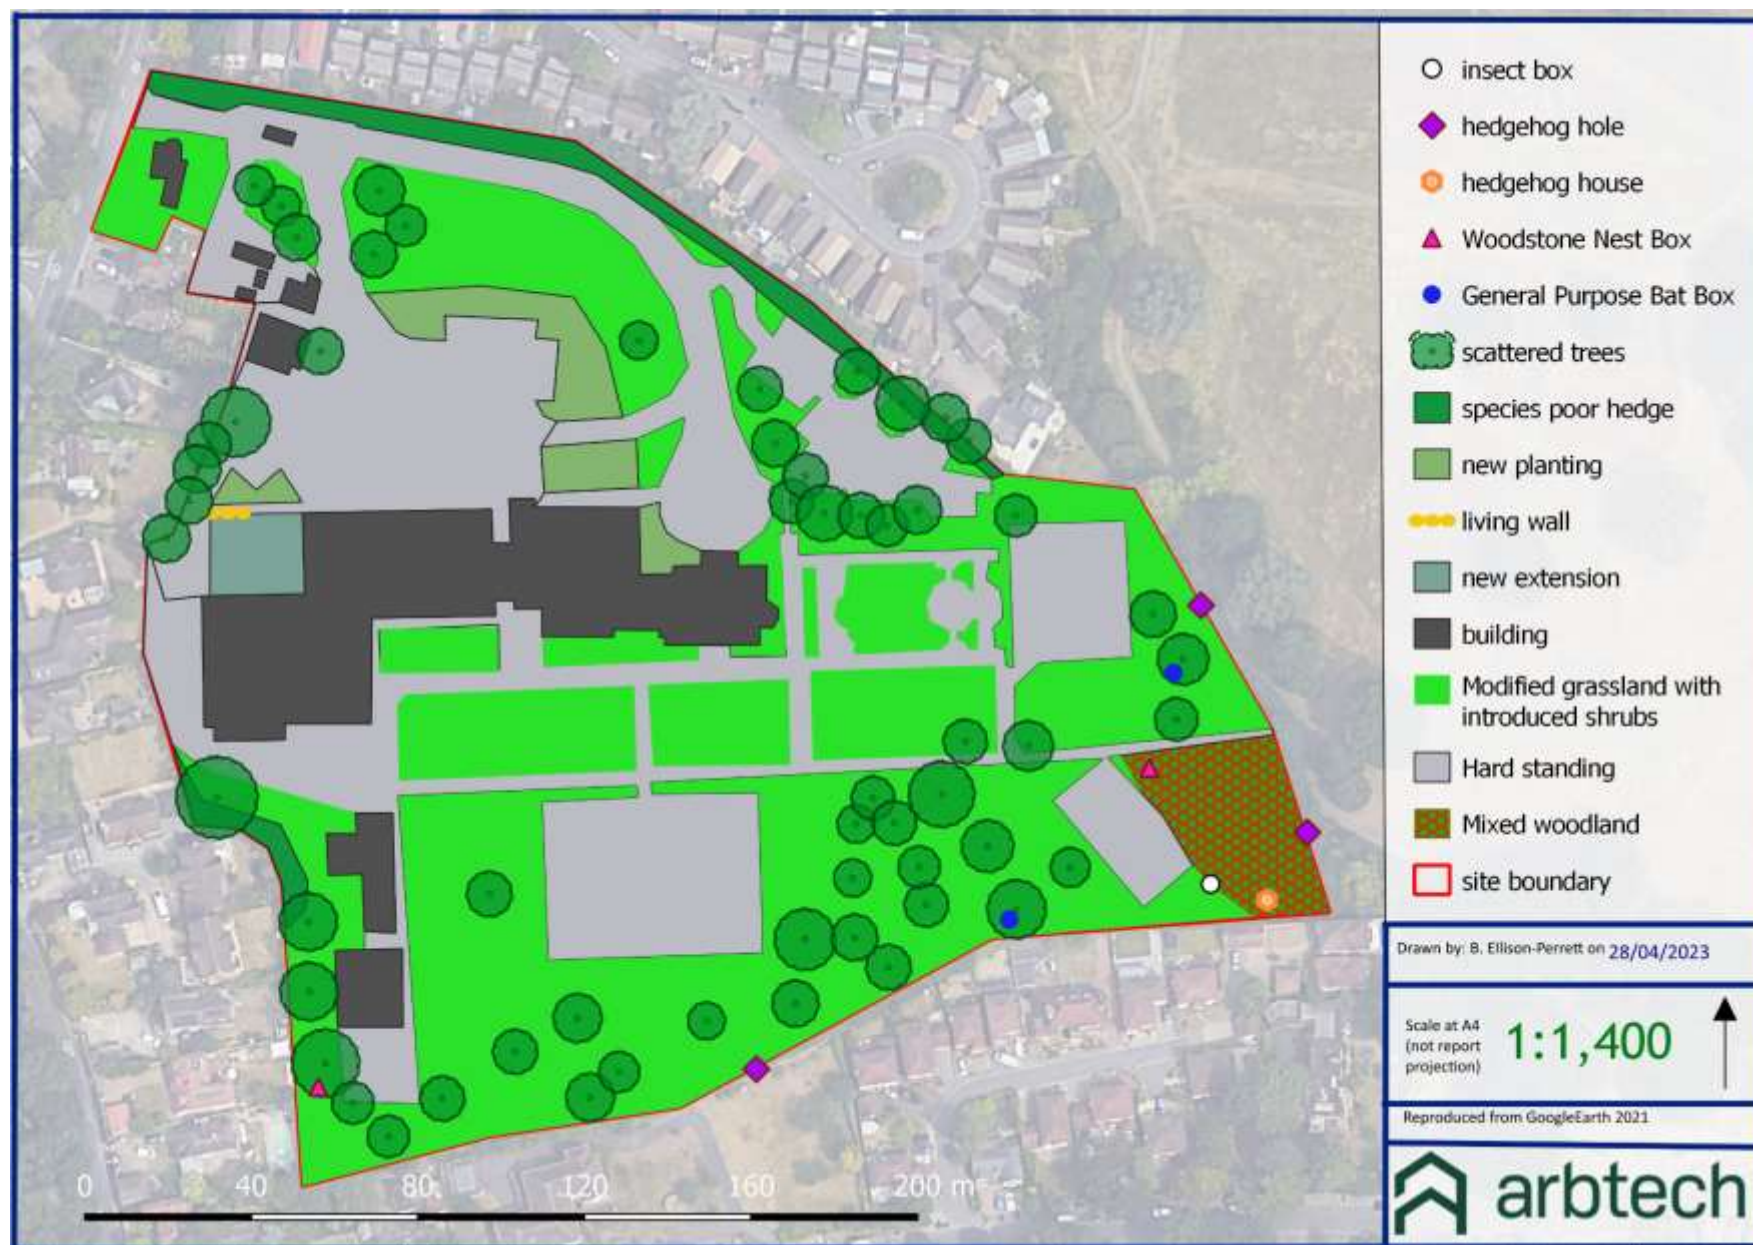 insect box
hedgehog hole
hedgehog house
Woodstone Nest Box
General Purpose Bat Box
scattered trees
species poor hedge
new planting
living wall
new extension
building
Modified grassland with
introduced shrubs
Hard standing
Mixed woodland
site boundary
Drawn by: B. Ellison-Perrett on 28/04/2023
Scale at A4
(not report
projection)
1:1,400
Reproduced from GoogleEarth 2021
arbtech
0 40 80 120 160 200 m